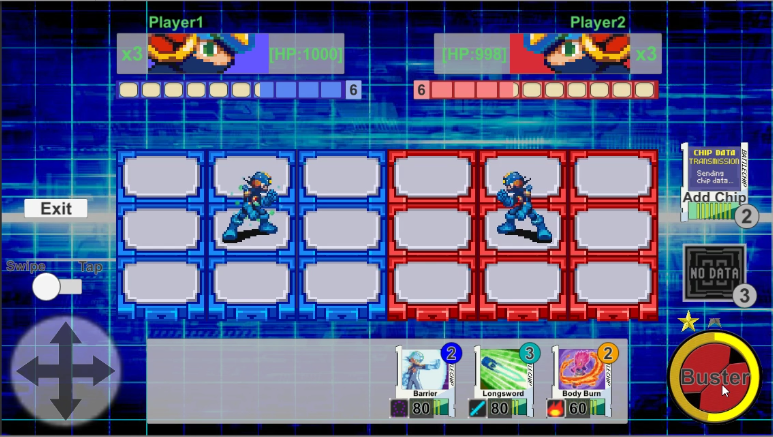 Player1
Player2
x3
[HP:1000]
[HP:998]
x3
6
6
CHIP DATA
TRANSMISSION
Sending
chip data...
BATTLECHIP
Add Chip
2
Exit
Swipe
Tap
NO DATA
3
Buster
2
Barrier
80
3
Longsword
80
2
Body Burn
60